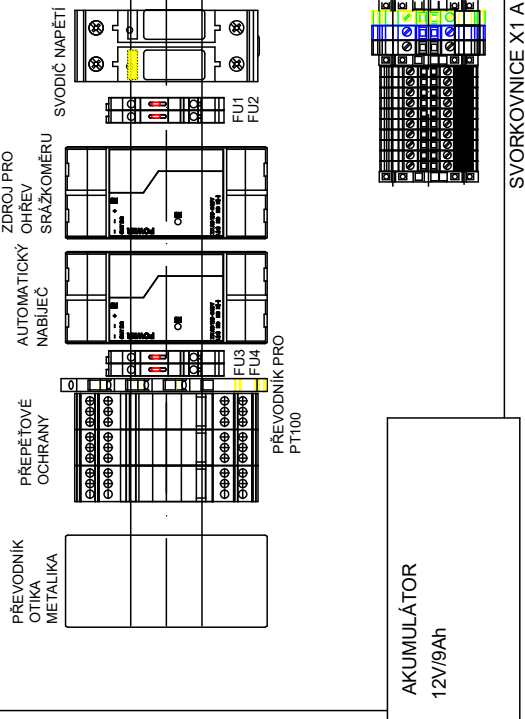 SVODIČ NAPĚTÍ
FU1
FU2
ZDROJ PRO
OHŘEV
SRÁŽKOMĚRU
AUTOMATICKÝ
NABÍJEČ
FU3
FU4
PŘEVODNÍK PRO
PT100
PŘEPĚŤOVÉ
OCHRANY
PŘEVODNÍK
OTIKA
METALIKA
AKUMULÁTOR
12V/9Ah
SVORKOVNICE X1 A